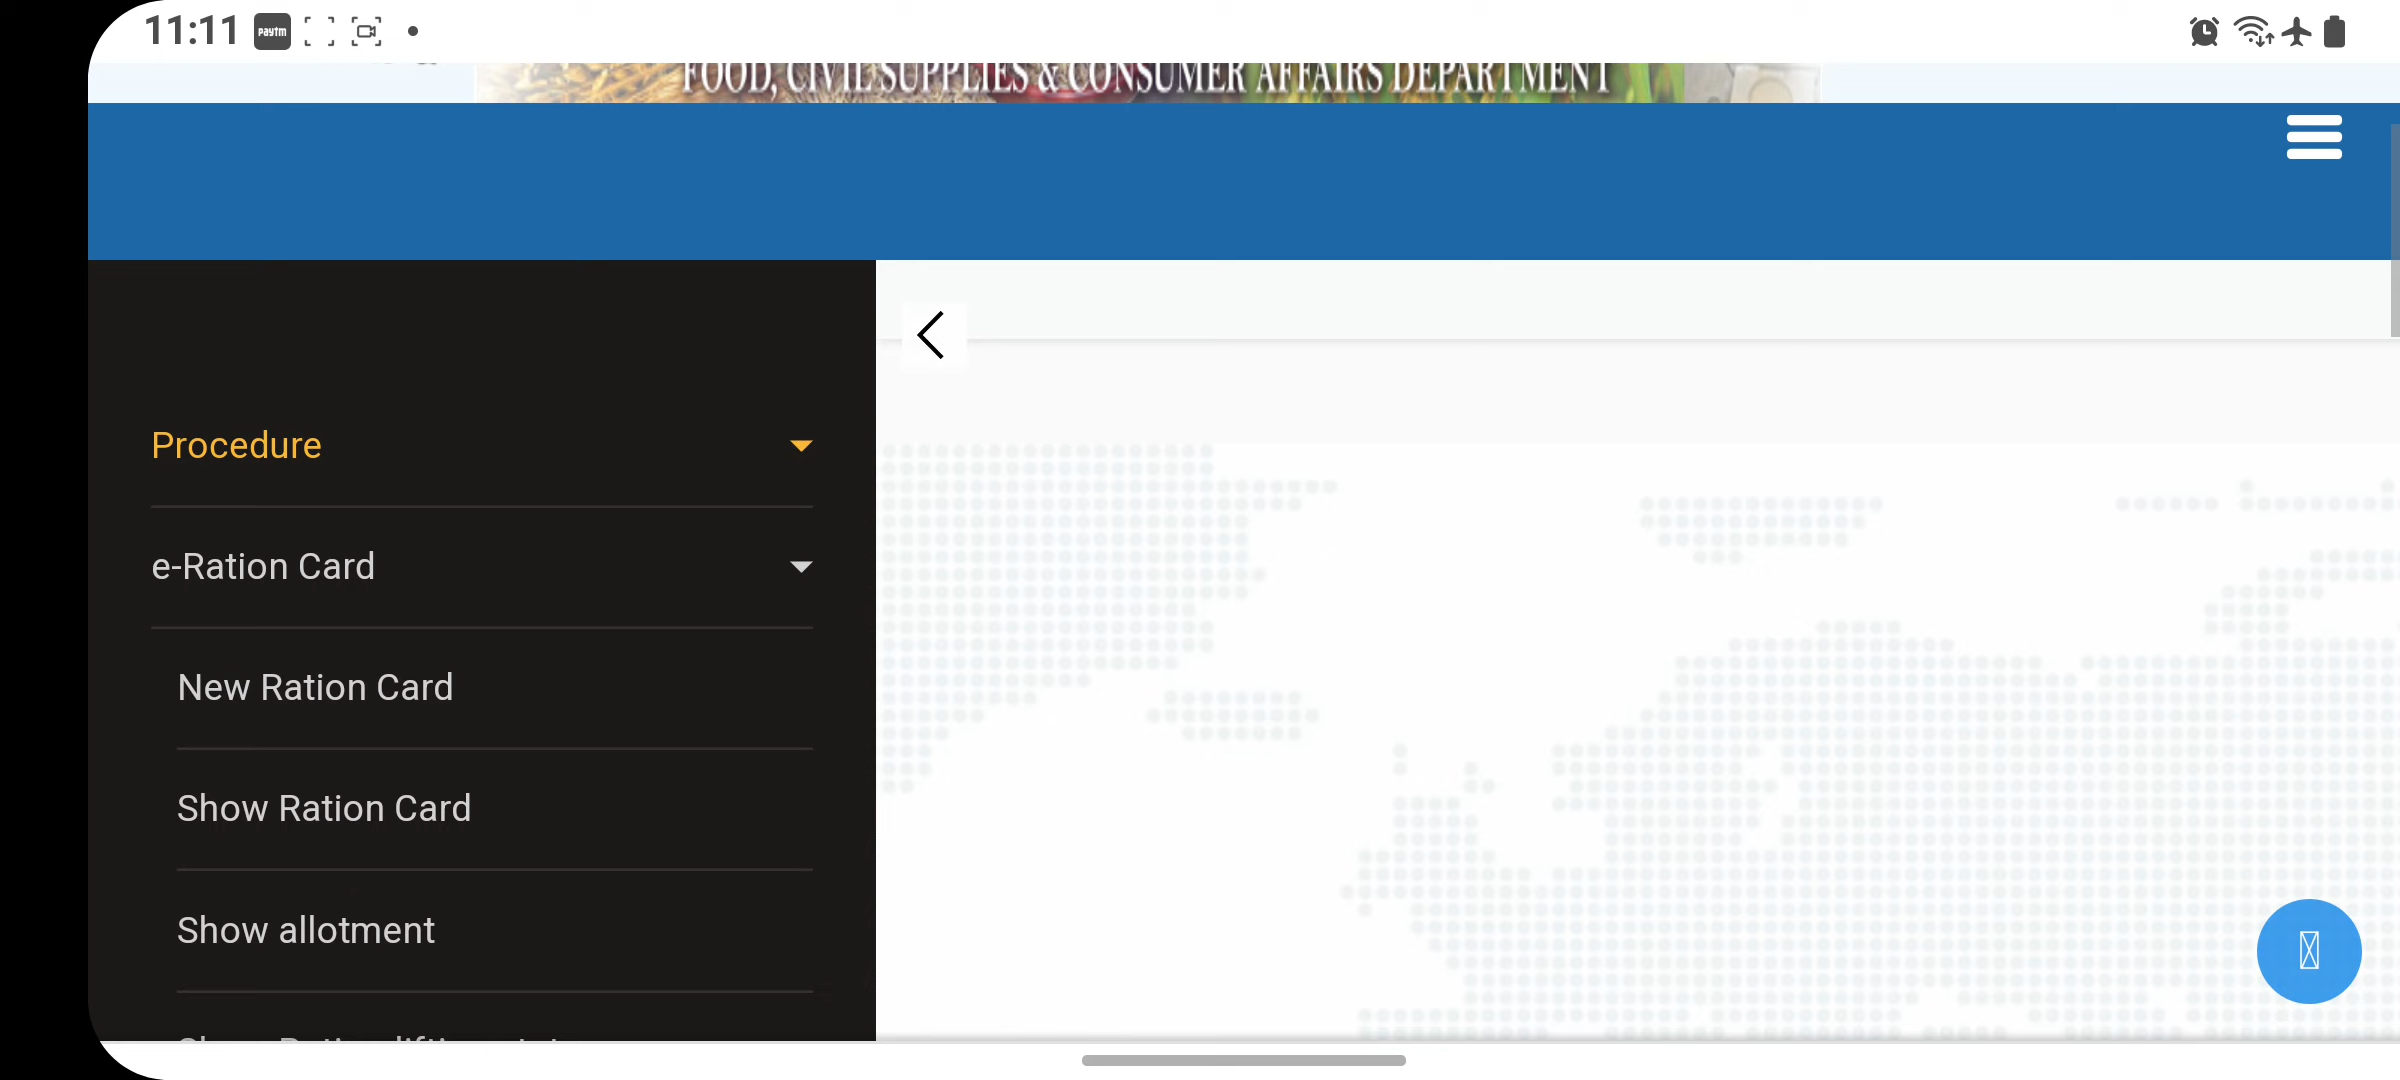 11:11 paytm
FOOD, CIVIL SUPPLIES & CONSUMER AFFAIRS DEPARTMENT
Procedure
e-Ration Card
New Ration Card
Show Ration Card
Show allotment